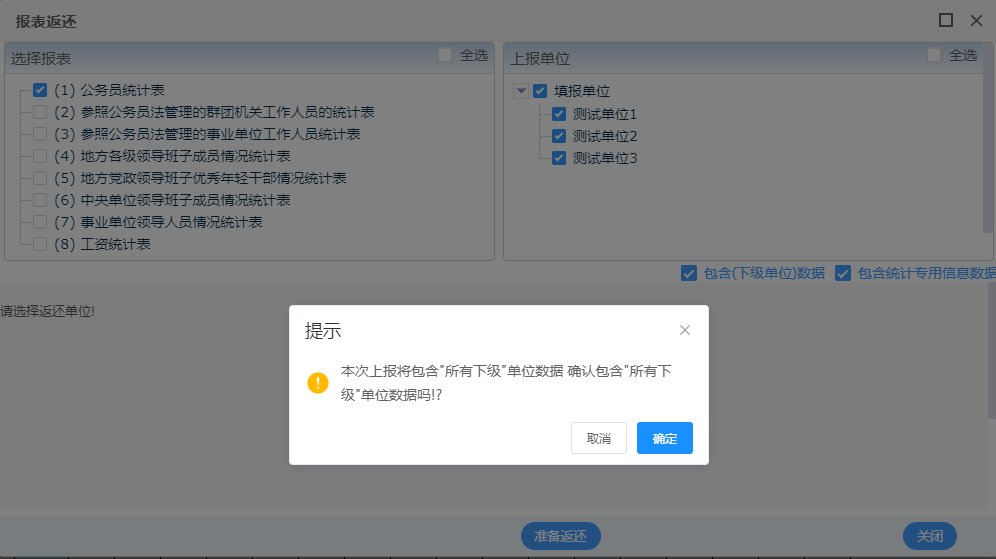 报表返还
选择报表
全选
(1) 公务员统计表
(2) 参照公务员法管理的群团机关工作人员的统计表
(3) 参照公务员法管理的事业单位工作人员统计表
(4) 地方各级领导班子成员情况统计表
(5) 地方党政领导班子优秀年轻干部情况统计表
(6) 中央单位领导班子成员情况统计表
(7) 事业单位领导人员情况统计表
(8) 工资统计表
上报单位
全选
填报单位
测试单位1
测试单位2
测试单位3
包含(下级单位)数据
包含统计专用信息数据
请选择返还单位!
提示
本次上报将包含"所有下级"单位数据 确认包含"所有下
级"单位数据吗!?
取消
确定
准备返还
关闭